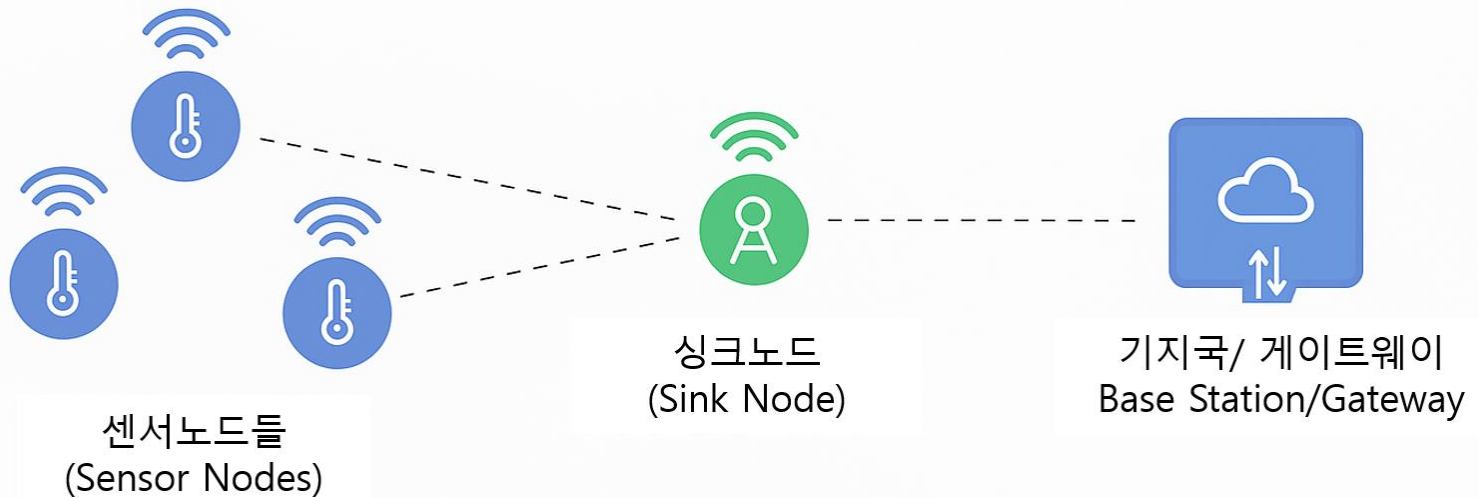 센서노드들
(Sensor Nodes)
싱크노드
(Sink Node)
기지국/ 게이트웨이
Base Station/Gateway